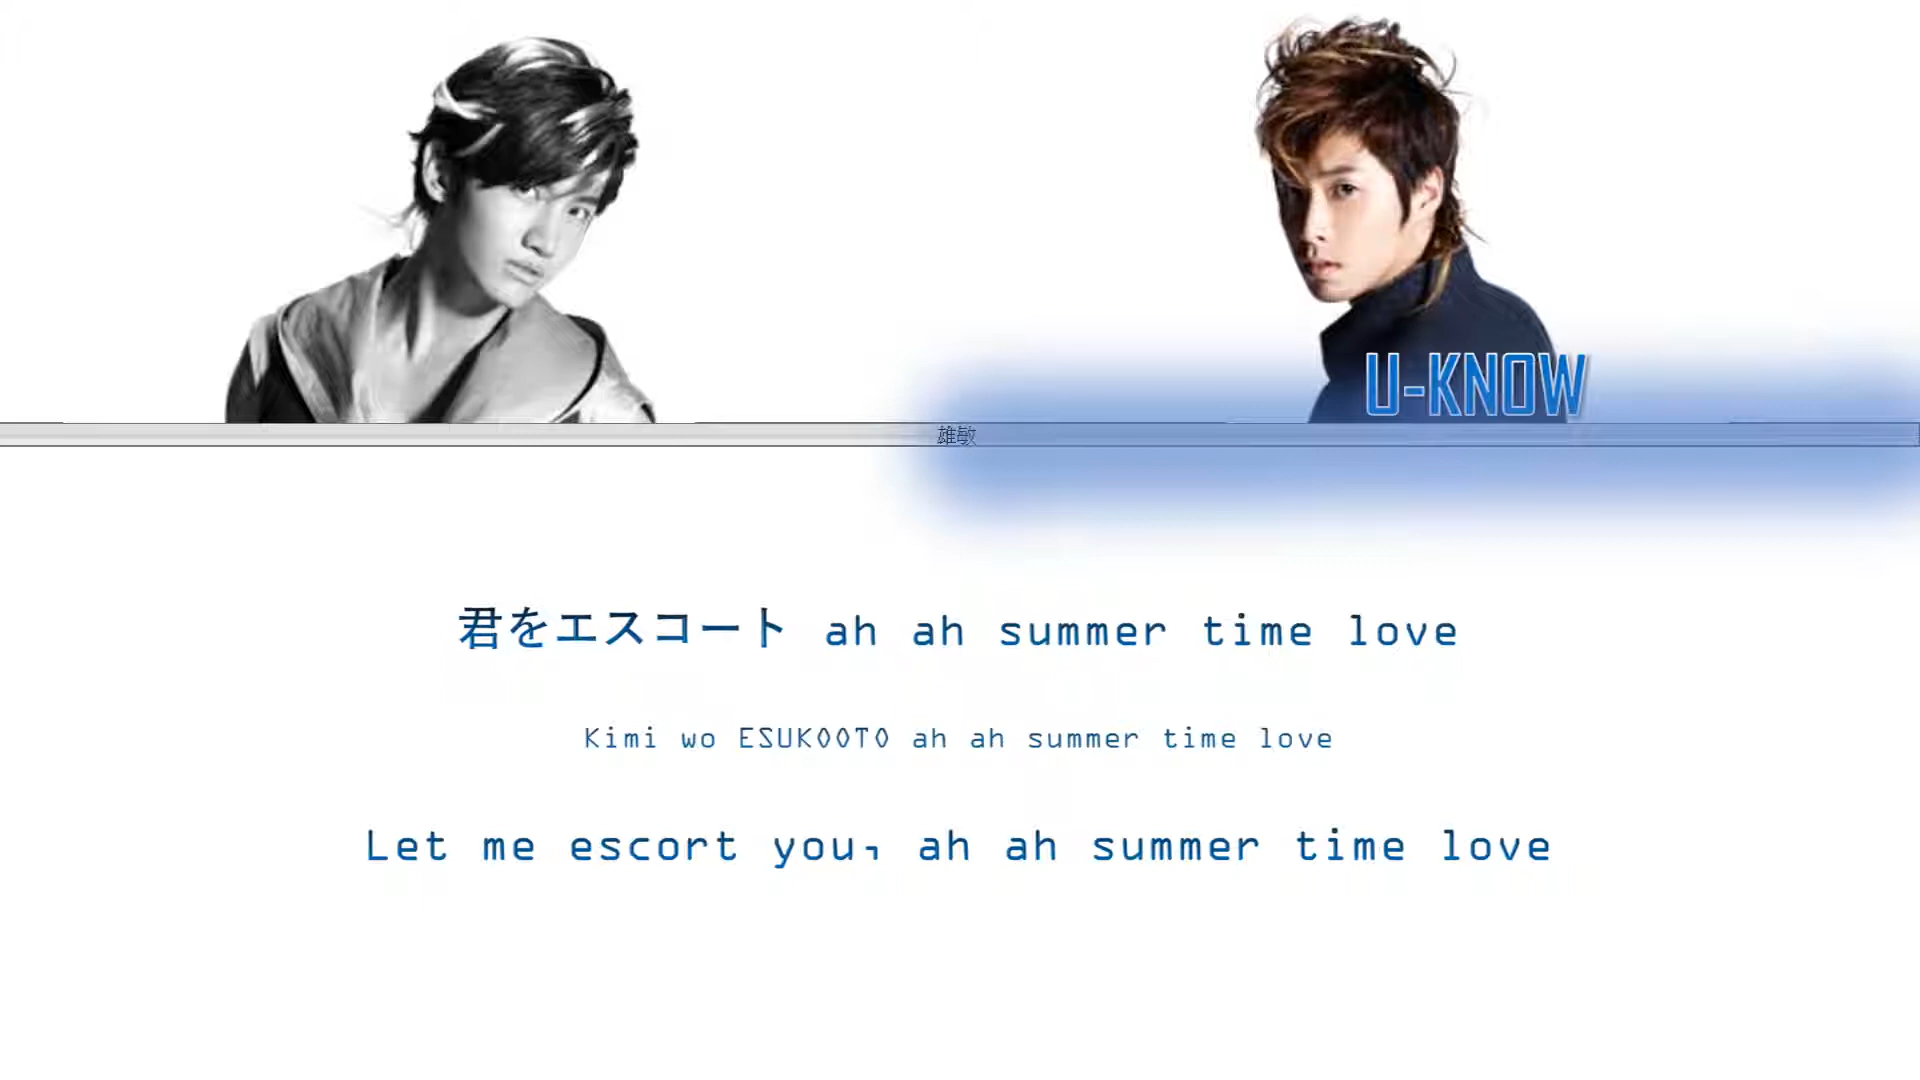 U-KNOW
雄敏
君をエスコート ah ah summer time love
Kimi wo ESUKOOTO ah ah summer time love
Let me escort you, ah ah summer time love